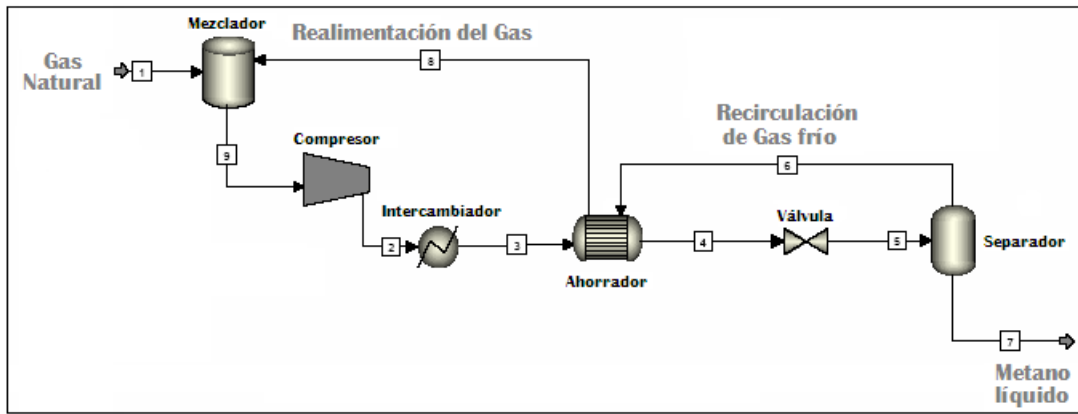 Mezclador
Realimentación del Gas
Gas
Natural
1
8
Recirculación
de Gas frío
Compresor
9
6
Intercambiador
Válvula
2
3
4
5
Separador
Ahorrador
7
Metano
líquido